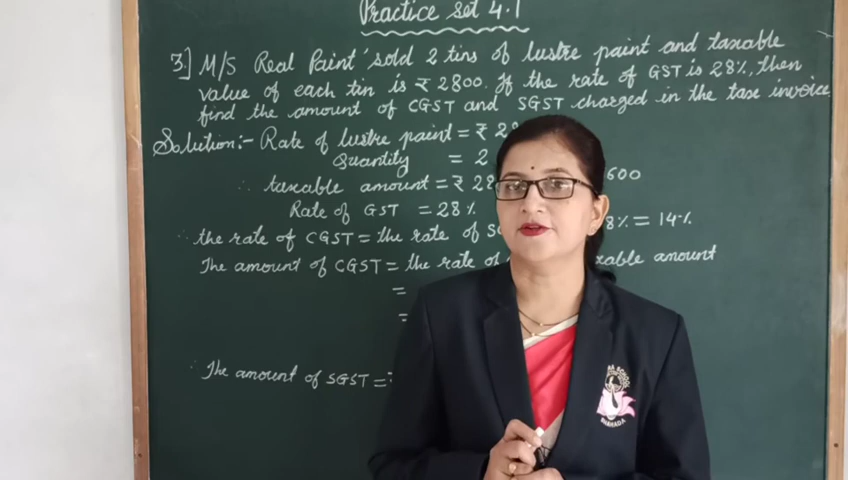 Practice Set 4.1
3.] M/S Real Paint sold 2 tins of lustre paint and taxable
value of each tin is ₹ 2800. If the rate of GST is 28%, then
find the amount of CGST and SGST charged in the tax invoice
Solution:- Rate of lustre paint = ₹ 28
Quantity = 2
∴ taxable amount = ₹ 28 600
Rate of GST = 28%
∴ the rate of CGST = the rate of 8% = 14%
The amount of CGST = the rate of amount
=
=
∴ The amount of SGST =